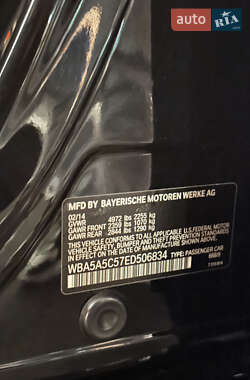 auto RIA
.com
MFD BY BAYERISCHE MOTOREN WERKE AG
02/14
GVWR 4972 lbs 2255 kg
GAWR FRONT 2359 lbs 1070 kg
GAWR REAR 2844 lbs 1290 kg
THIS VEHICLE CONFORMS TO ALL APPLICABLE U.S.FEDERAL MOTOR
VEHICLE SAFETY, BUMPER AND THEFT PREVENTION STANDARDS
IN EFFECT ON THE DATE OF MANUFACTURE SHOWN ABOVE.
WBA5A5C57ED506834 TYPE: PASSENGER CAR